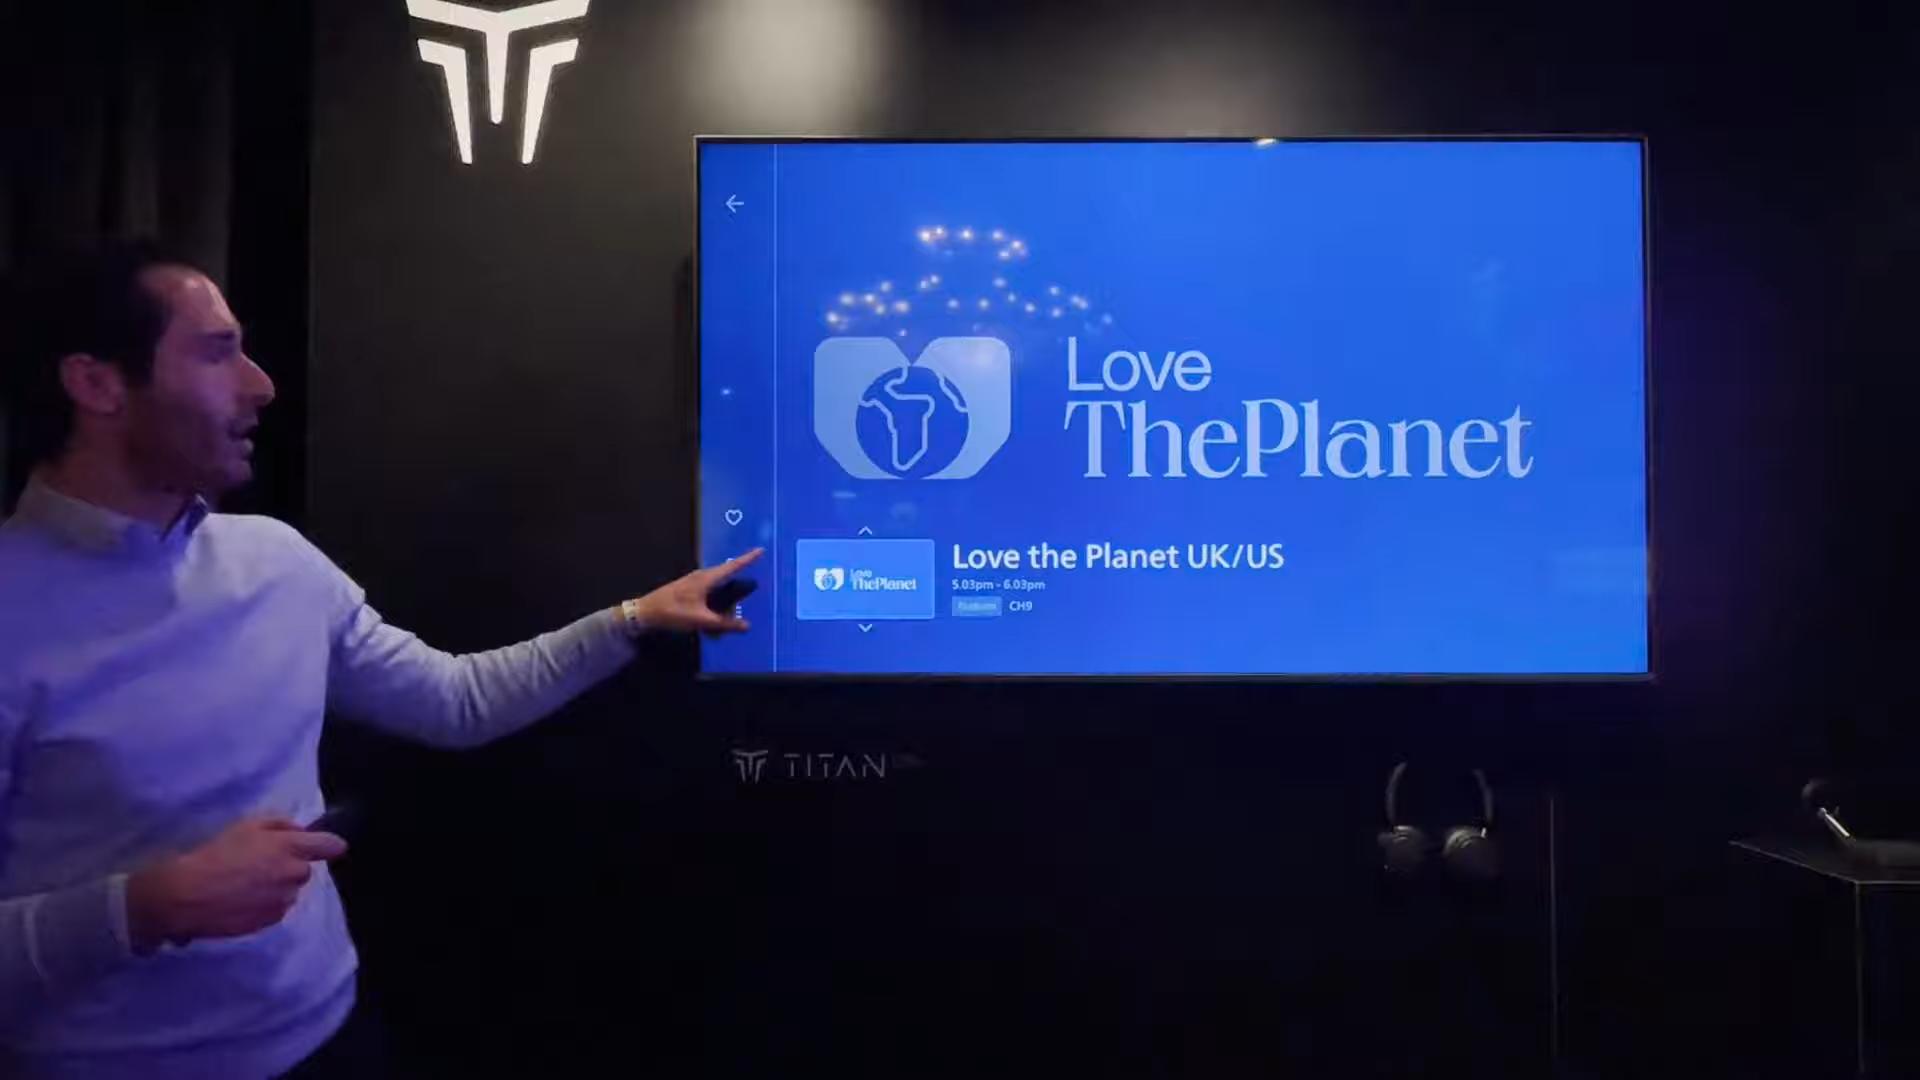 Love
ThePlanet
Love the Planet UK/US
Love
ThePlanet
5.03pm - 6.03pm
CH9
TITAN